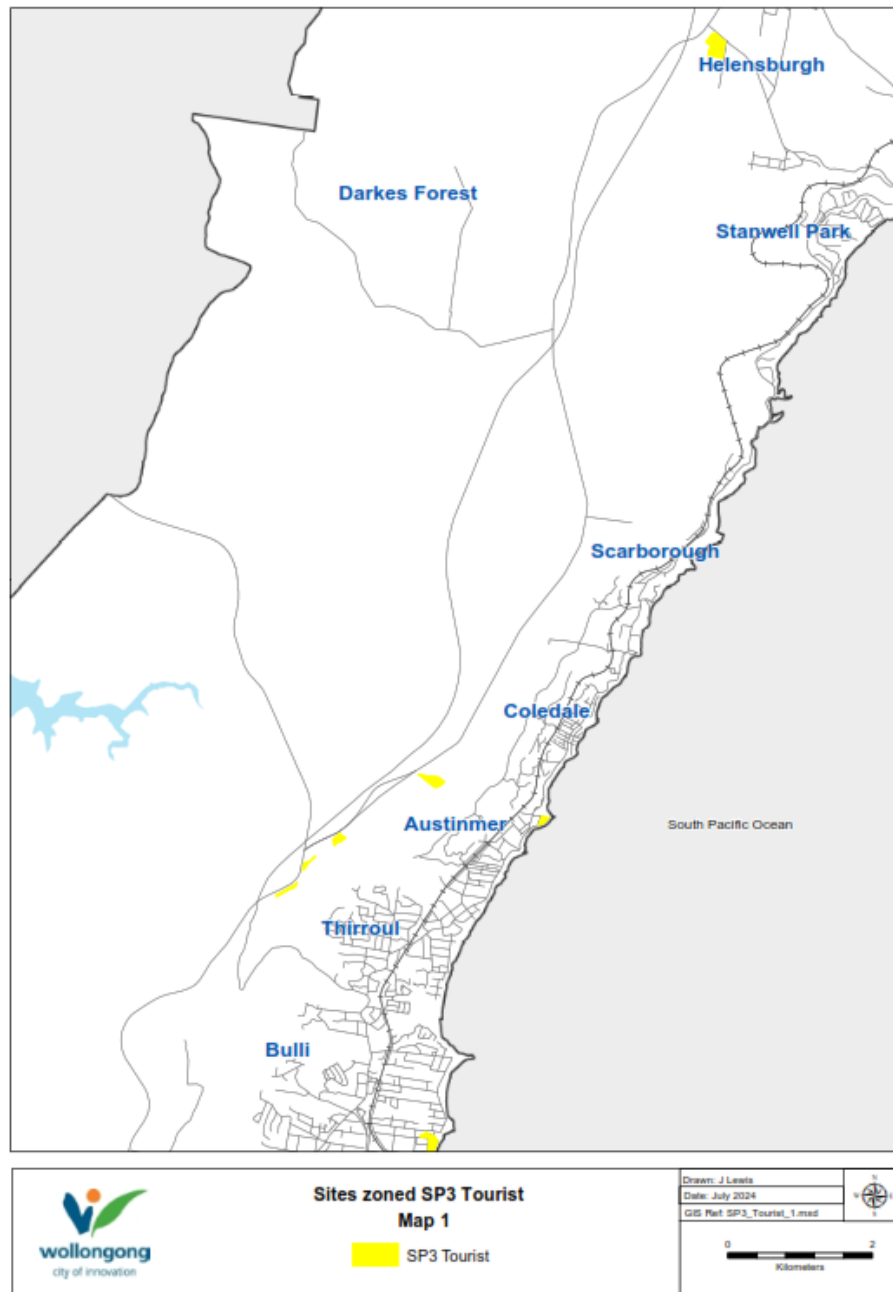 Helensburgh
Darkes Forest
Stanwell Park
Scarborough
Coledale
Austinmer
South Pacific Ocean
Thirroul
Bulli
wollongong
city of innovation
Sites zoned SP3 Tourist
Map 1
SP3 Tourist
Drawn: J Lewis
Date: July 2024
GIS Ref: SP3_Tourist_1.mxd
N
W
E
S
0 2
Kilometers